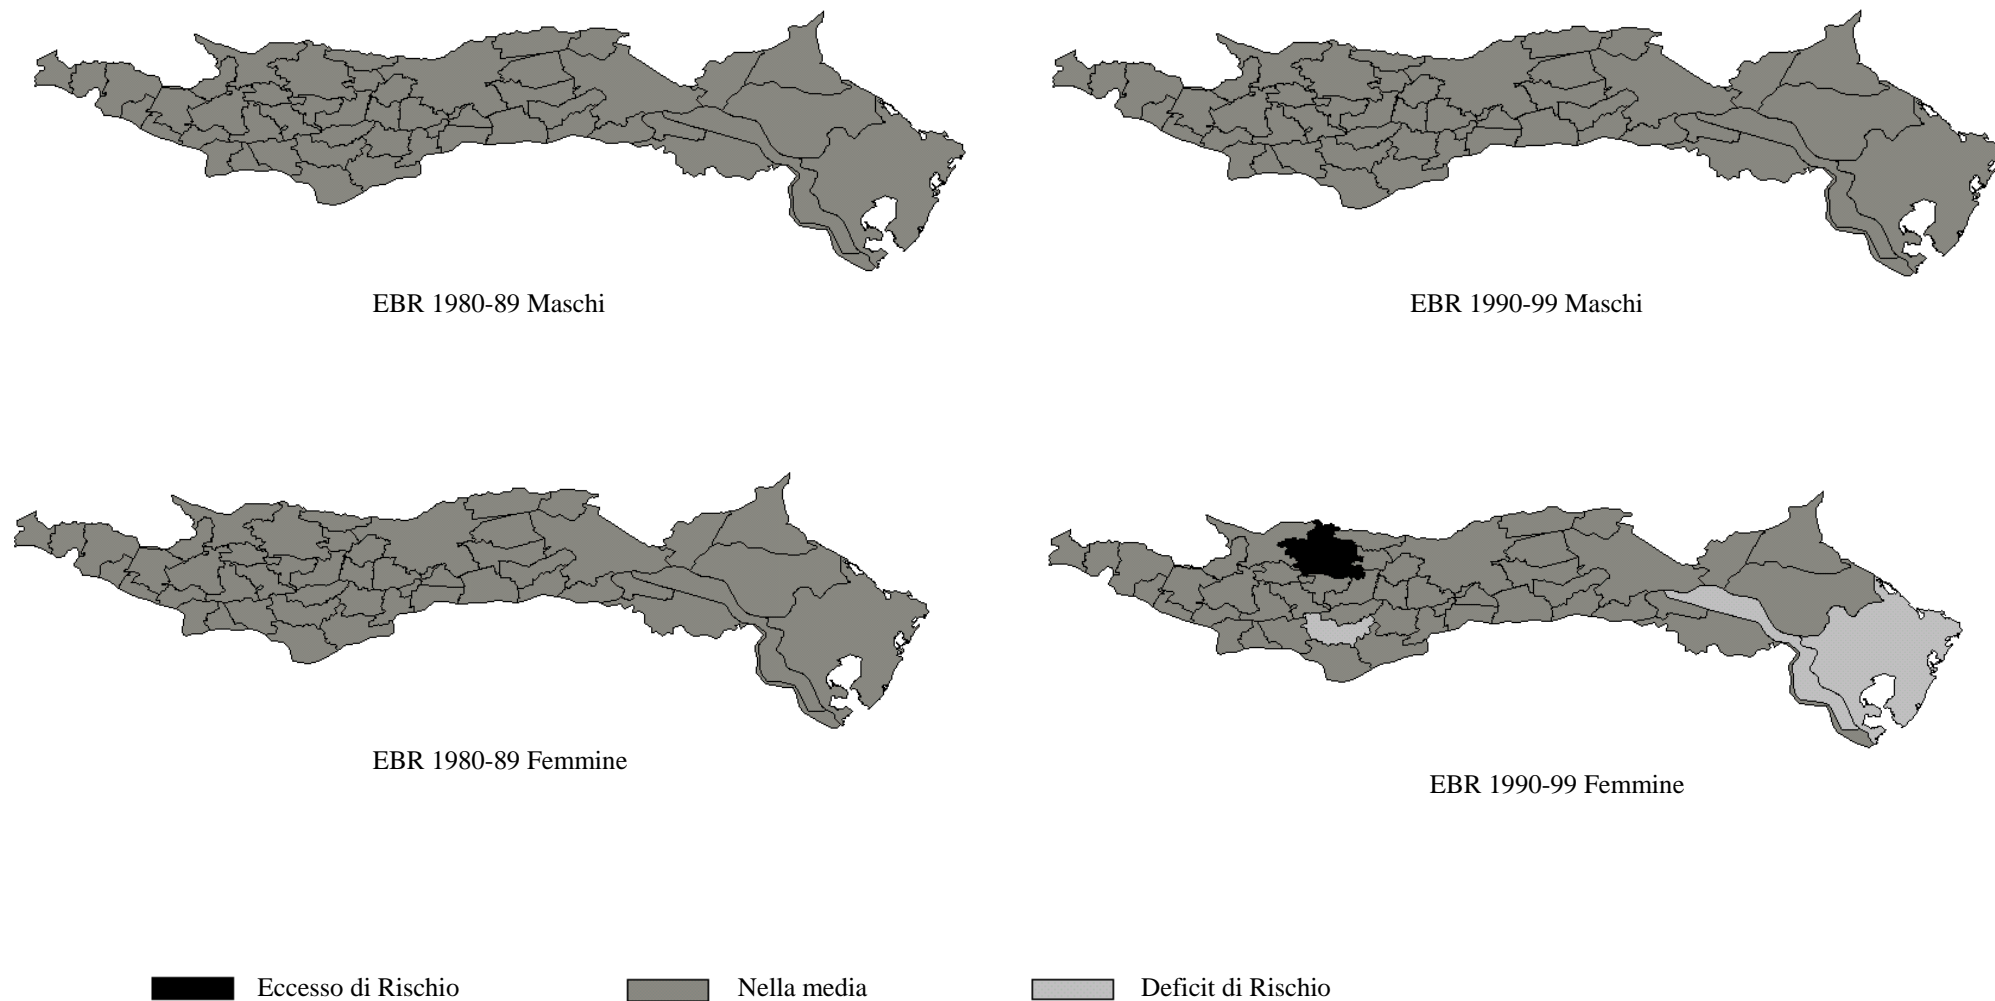 EBR 1980-89 Maschi
EBR 1990-99 Maschi
EBR 1980-89 Femmine
EBR 1990-99 Femmine
Eccesso di Rischio
Nella media
Deficit di Rischio